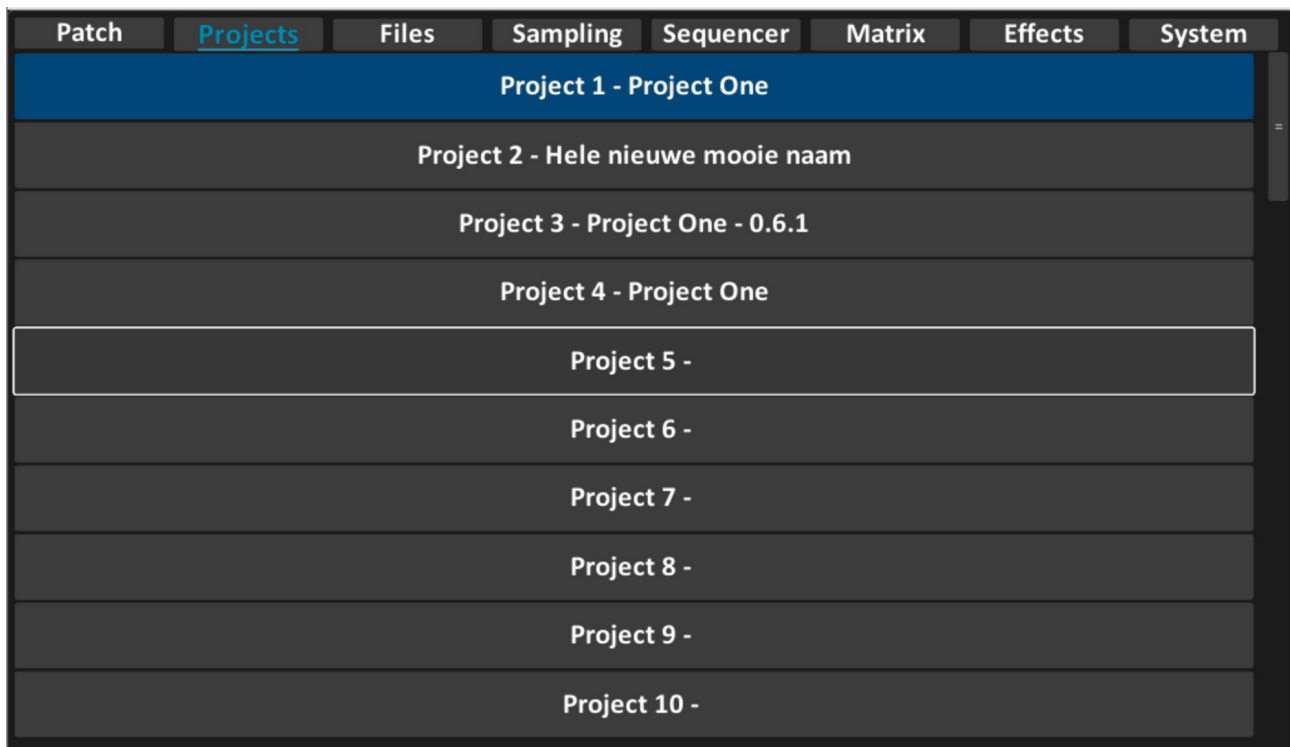 Patch Projects Files Sampling Sequencer Matrix Effects System
Project 1 - Project One
Project 2 - Hele nieuwe mooie naam
Project 3 - Project One - 0.6.1
Project 4 - Project One
Project 5 -
Project 6 -
Project 7 -
Project 8 -
Project 9 -
Project 10 -